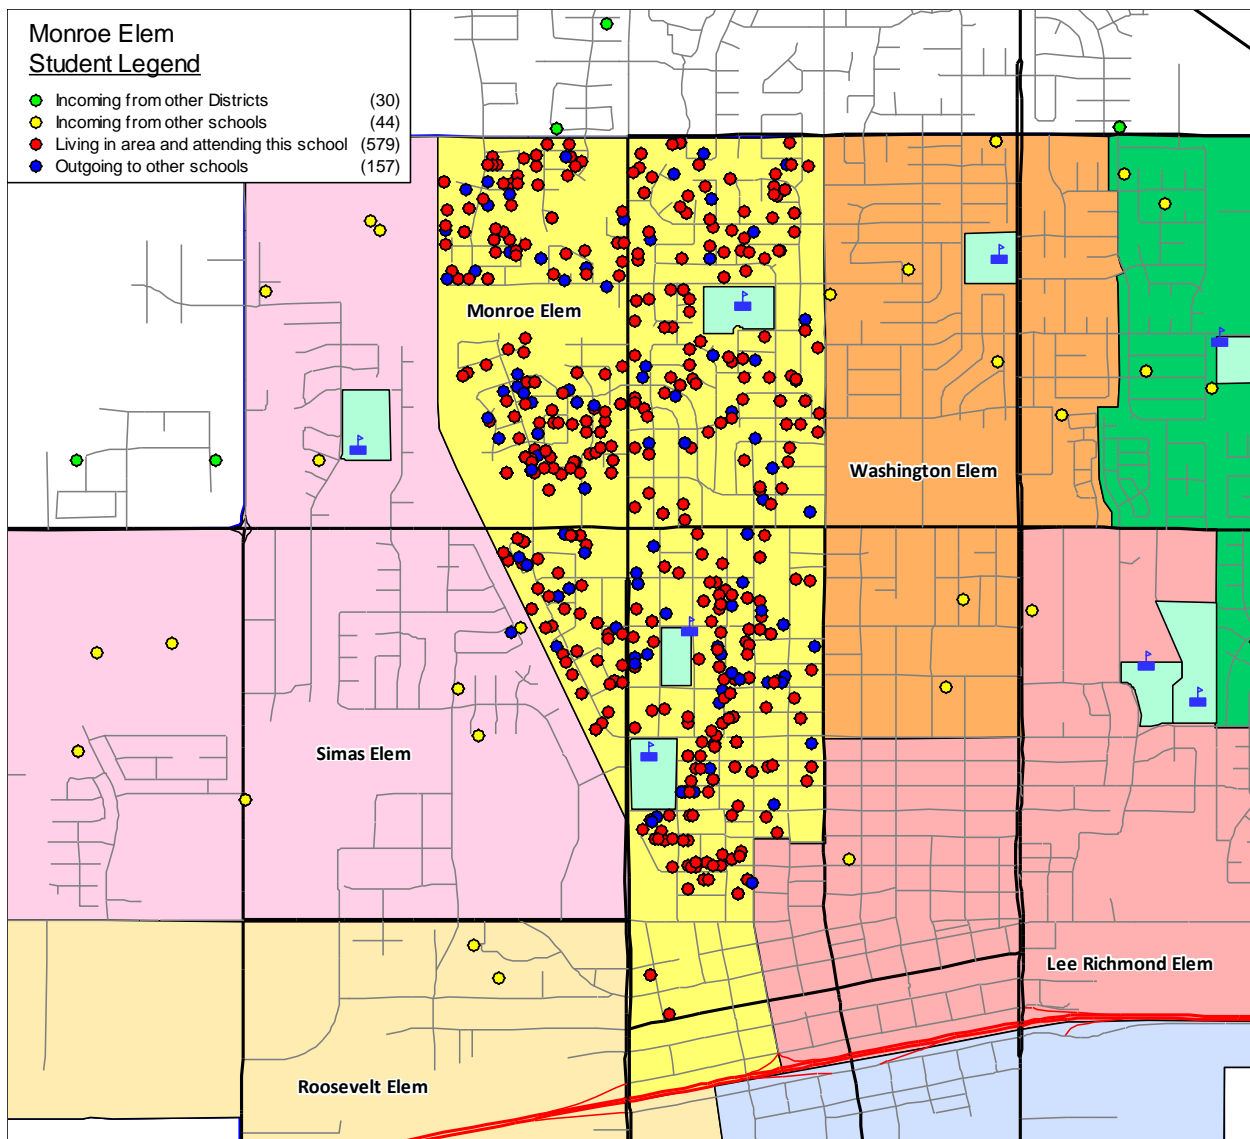 Monroe Elem
Student Legend
Incoming from other Districts (30)
Incoming from other schools (44)
Living in area and attending this school (579)
Outgoing to other schools (157)
Monroe Elem
Washington Elem
Simas Elem
Lee Richmond Elem
Roosevelt Elem